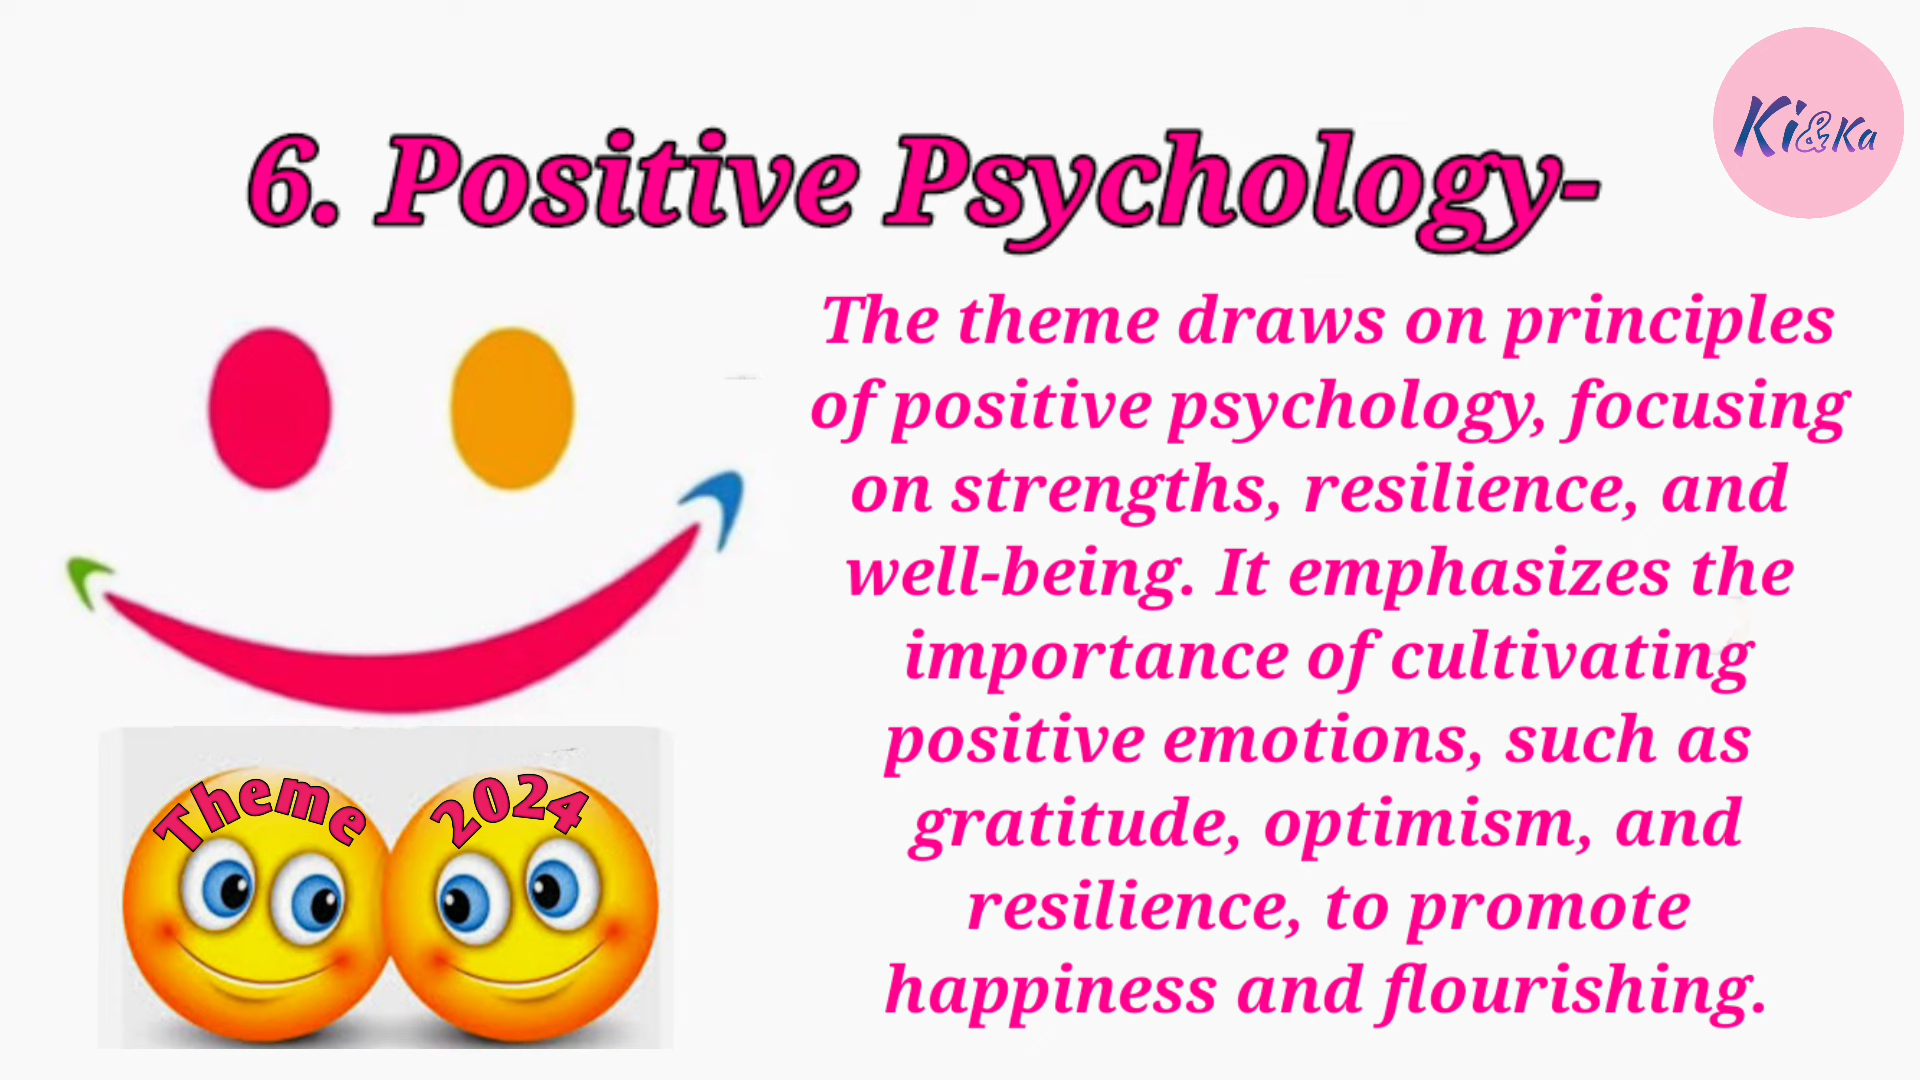 Ki&Ka
6. Positive Psychology-
The theme draws on principles
of positive psychology, focusing
on strengths, resilience, and
well-being. It emphasizes the
importance of cultivating
positive emotions, such as
gratitude, optimism, and
resilience, to promote
happiness and flourishing.
Theme 2024